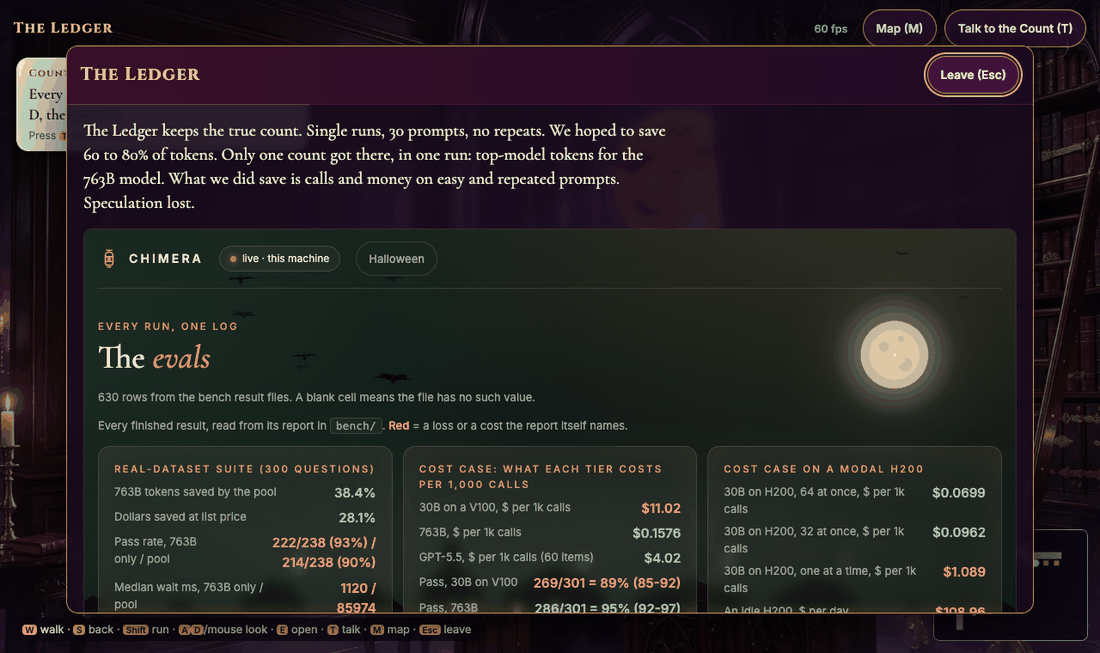 THE LEDGER
60 fps
Map (M)
Talk to the Count (T)
COUNT
Every
D, the
Press T
THE LEDGER
Leave (Esc)
The Ledger keeps the true count. Single runs, 30 prompts, no repeats. We hoped to save
60 to 80% of tokens. Only one count got there, in one run: top-model tokens for the
763B model. What we did save is calls and money on easy and repeated prompts.
Speculation lost.
CHIMERA
live · this machine
Halloween
EVERY RUN, ONE LOG
The evals
630 rows from the bench result files. A blank cell means the file has no such value.
Every finished result, read from its report in bench/. Red = a loss or a cost the report itself names.
REAL-DATASET SUITE (300 QUESTIONS)
763B tokens saved by the pool 38.4%
Dollars saved at list price 28.1%
Pass rate, 763B only / pool 222/238 (93%) / 214/238 (90%)
Median wait ms, 763B only / pool 1120 / 85974
COST CASE: WHAT EACH TIER COSTS
PER 1,000 CALLS
30B on a V100, $ per 1k calls $11.02
763B, $ per 1k calls $0.1576
GPT-5.5, $ per 1k calls (60 items) $4.02
Pass, 30B on V100 269/301 = 89% (85-92)
Pass, 763B 286/301 = 95% (92-97)
COST CASE ON A MODAL H200
30B on H200, 64 at once, $ per 1k calls $0.0699
30B on H200, 32 at once, $ per 1k calls $0.0962
30B on H200, one at a time, $ per 1k calls $1.089
An idle H200, $ per day $108.96
W walk · S back · Shift run · A/D/mouse look · E open · T talk · M map · Esc leave